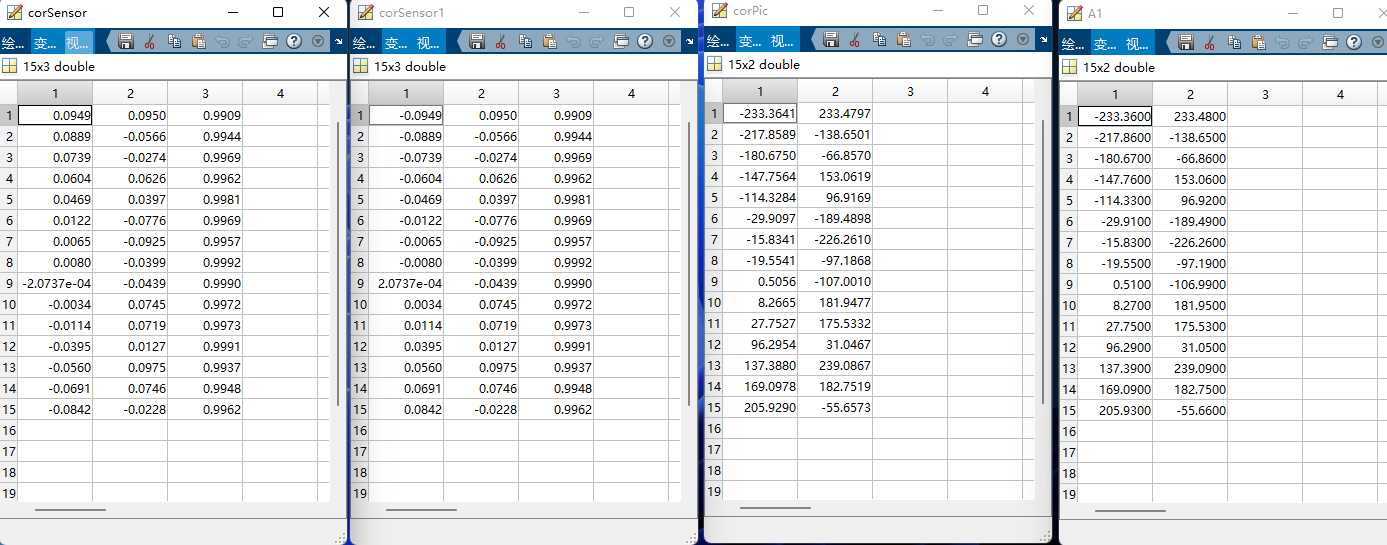 corSensor
绘... 变... 视...
15x3 double
1 2 3 4
1 0.0949 0.0950 0.9909
2 0.0889 -0.0566 0.9944
3 0.0739 -0.0274 0.9969
4 0.0604 0.0626 0.9962
5 0.0469 0.0397 0.9981
6 0.0122 -0.0776 0.9969
7 0.0065 -0.0925 0.9957
8 0.0080 -0.0399 0.9992
9 -2.0737e-04 -0.0439 0.9990
10 -0.0034 0.0745 0.9972
11 -0.0114 0.0719 0.9973
12 -0.0395 0.0127 0.9991
13 -0.0560 0.0975 0.9937
14 -0.0691 0.0746 0.9948
15 -0.0842 -0.0228 0.9962
16
17
18
19
corSensor1
绘... 变... 视...
15x3 double
1 2 3 4
1 -0.0949 0.0950 0.9909
2 -0.0889 -0.0566 0.9944
3 -0.0739 -0.0274 0.9969
4 -0.0604 0.0626 0.9962
5 -0.0469 0.0397 0.9981
6 -0.0122 -0.0776 0.9969
7 -0.0065 -0.0925 0.9957
8 -0.0080 -0.0399 0.9992
9 2.0737e-04 -0.0439 0.9990
10 0.0034 0.0745 0.9972
11 0.0114 0.0719 0.9973
12 0.0395 0.0127 0.9991
13 0.0560 0.0975 0.9937
14 0.0691 0.0746 0.9948
15 0.0842 -0.0228 0.9962
16
17
18
19
corPic
绘... 变... 视...
15x2 double
1 2 3 4
1 -233.3641 233.4797
2 -217.8589 -138.6501
3 -180.6750 -66.8570
4 -147.7564 153.0619
5 -114.3284 96.9169
6 -29.9097 -189.4898
7 -15.8341 -226.2610
8 -19.5541 -97.1868
9 0.5056 -107.0010
10 8.2665 181.9477
11 27.7527 175.5332
12 96.2954 31.0467
13 137.3880 239.0867
14 169.0978 182.7519
15 205.9290 -55.6573
16
17
18
19
A1
绘... 变... 视...
15x2 double
1 2 3 4
1 -233.3600 233.4800
2 -217.8600 -138.6500
3 -180.6700 -66.8600
4 -147.7600 153.0600
5 -114.3300 96.9200
6 -29.9100 -189.4900
7 -15.8300 -226.2600
8 -19.5500 -97.1900
9 0.5100 -106.9900
10 8.2700 181.9500
11 27.7500 175.5300
12 96.2900 31.0500
13 137.3900 239.0900
14 169.0900 182.7500
15 205.9300 -55.6600
16
17
18
19